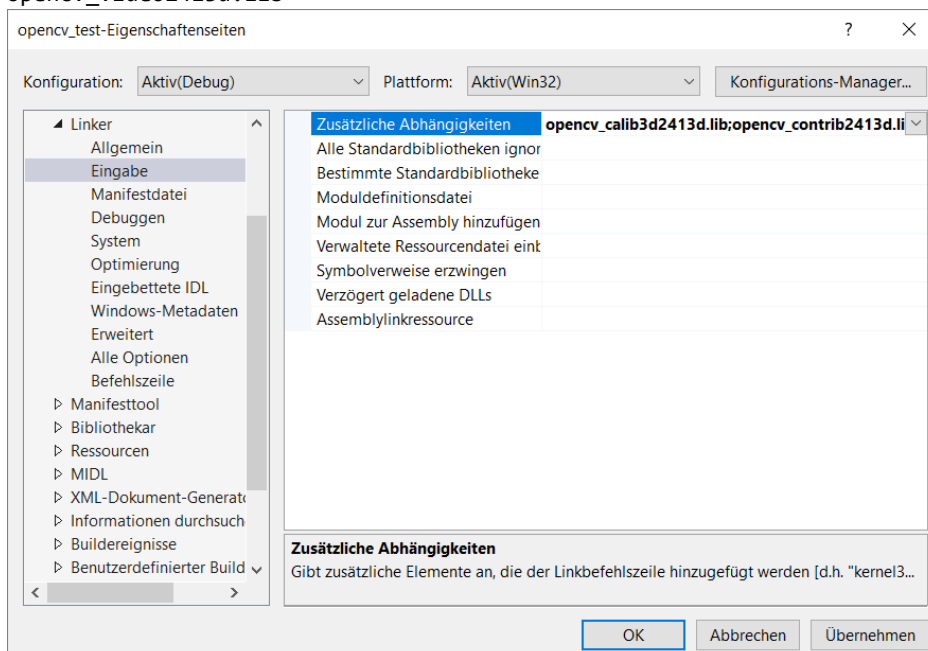 opencv_test-Eigenschaftenseiten ?
Konfiguration: Aktiv(Debug) Plattform: Aktiv(Win32) Konfigurations-Manager...
Linker
Allgemein
Eingabe
Manifestdatei
Debuggen
System
Optimierung
Eingebettete IDL
Windows-Metadaten
Erweitert
Alle Optionen
Befehlszeile
Manifesttool
Bibliothekar
Ressourcen
MIDL
XML-Dokument-Generato
Informationen durchsuch
Buildereignisse
Benutzerdefinierter Build
Zusätzliche Abhängigkeiten opencv_calib3d2413d.lib;opencv_contrib2413d.li
Alle Standardbibliotheken ignor
Bestimmte Standardbibliotheke
Moduldefinitionsdatei
Modul zur Assembly hinzufügen
Verwaltete Ressourcendatei einb
Symbolverweise erzwingen
Verzögert geladene DLLs
Assemblylinkressource
Zusätzliche Abhängigkeiten
Gibt zusätzliche Elemente an, die der Linkbefehlszeile hinzugefügt werden [d.h. "kernel3...
OK Abbrechen Übernehmen